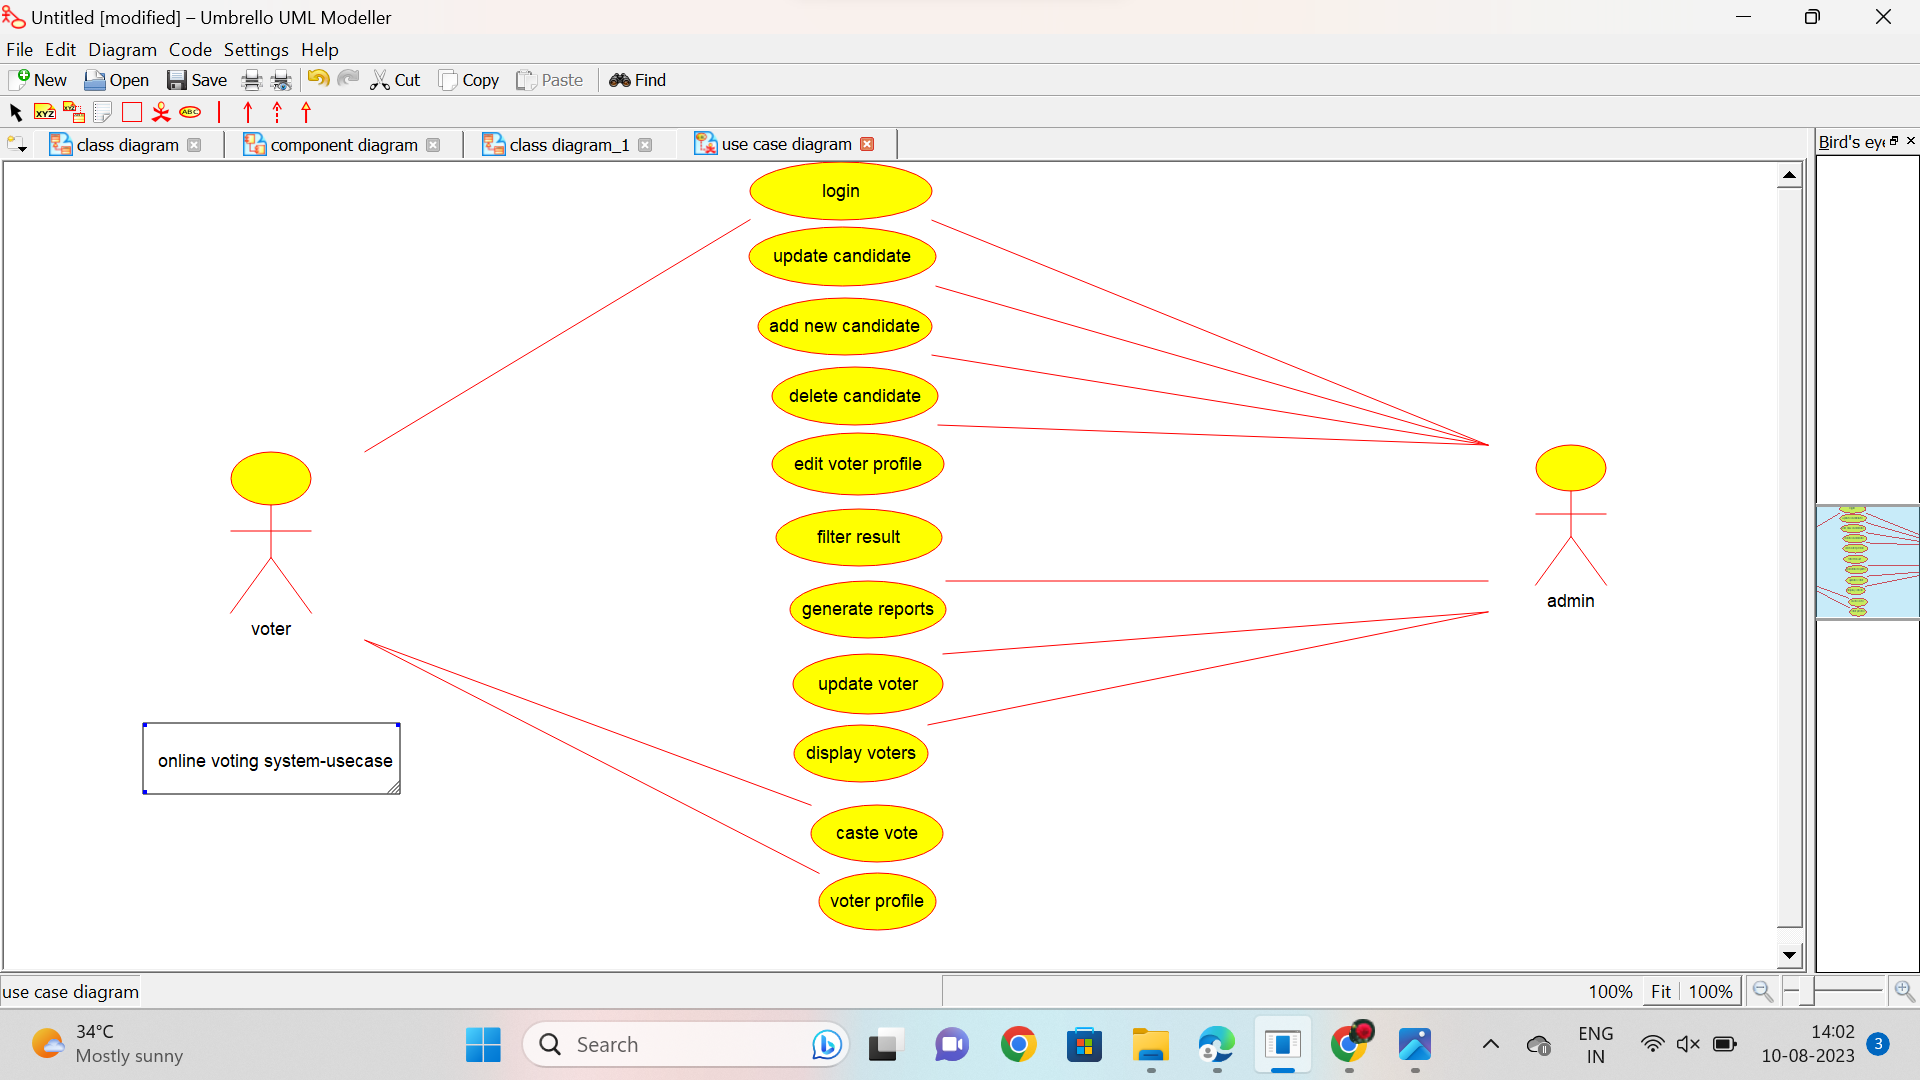 Untitled [modified] – Umbrello UML Modeller
File Edit Diagram Code Settings Help
New Open Save Cut Copy Paste Find
XYZ XYZ ABC
class diagram component diagram class diagram_1 use case diagram
Bird's eye
login
update candidate
add new candidate
delete candidate
edit voter profile
filter result
generate reports
admin
voter
update voter
display voters
online voting system-usecase
caste vote
voter profile
use case diagram
100% Fit 100%
34°C
Mostly sunny
Search
ENG
IN
14:02
10-08-2023
3